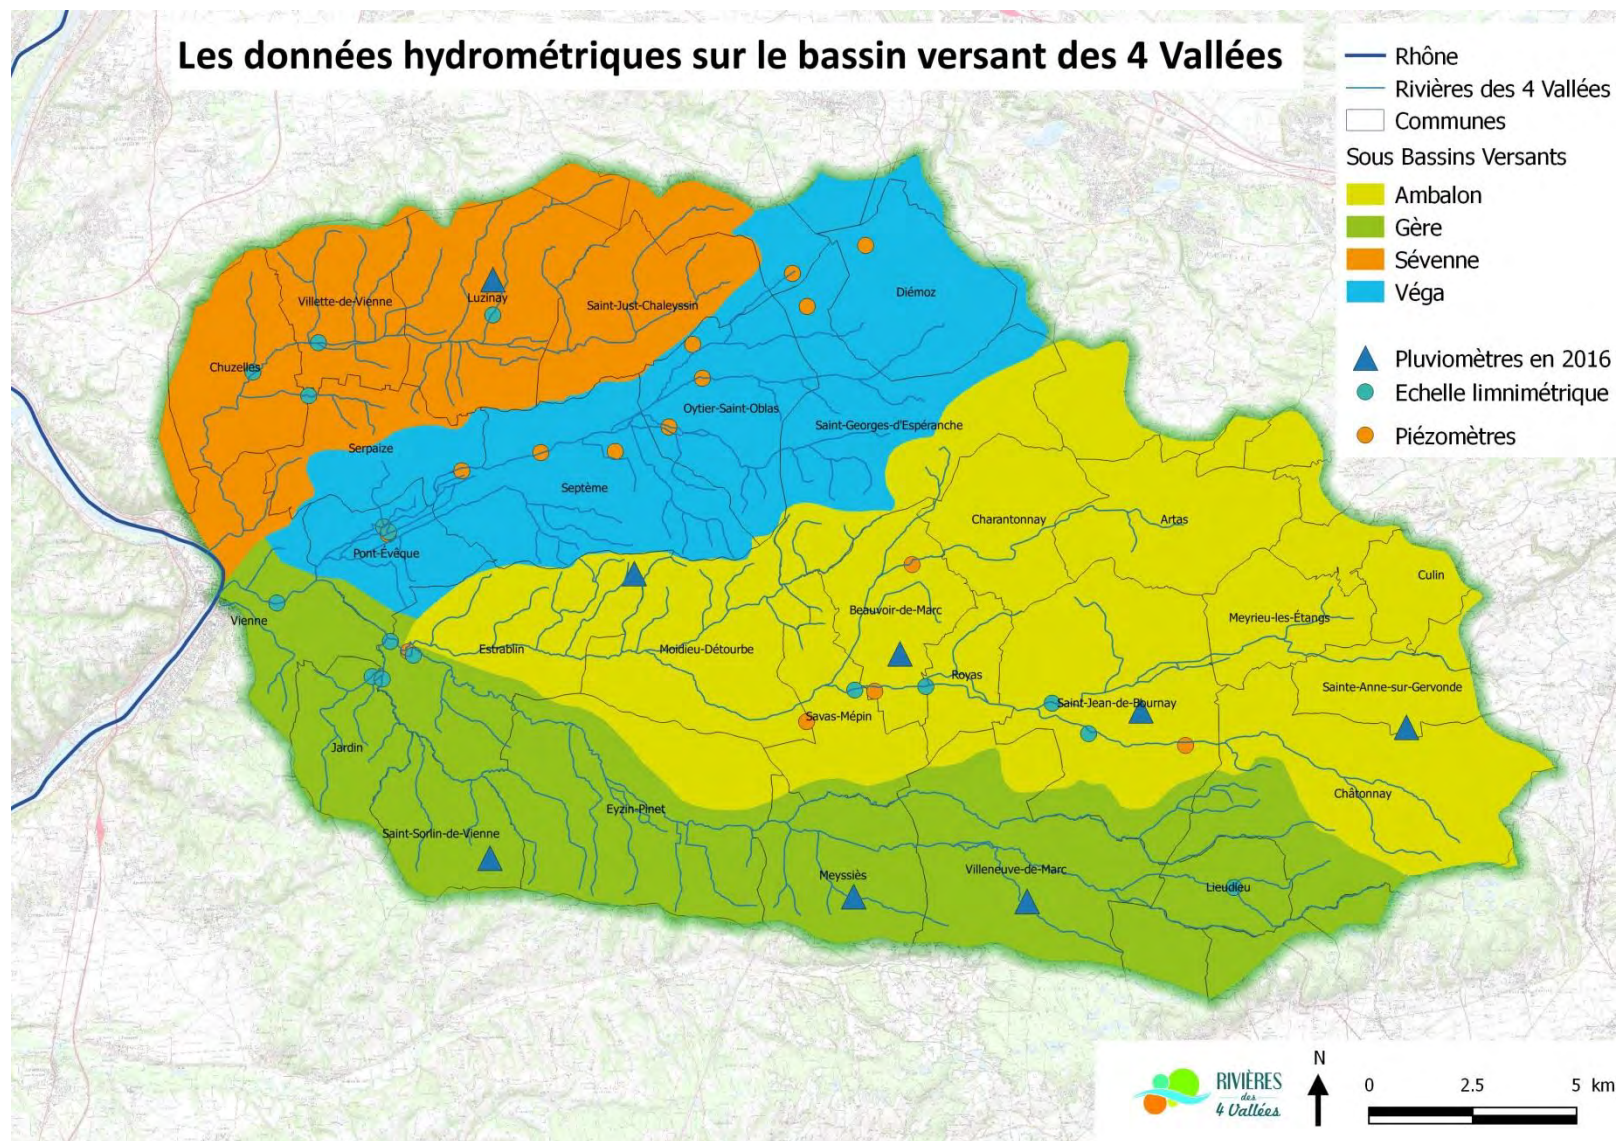 Les données hydrométriques sur le bassin versant des 4 Vallées
Rhône
Rivières des 4 Vallées
Communes
Sous Bassins Versants
Ambalon
Gère
Sévenne
Véga
Pluviomètres en 2016
Echelle limnimétrique
Piézomètres
Villette-de-Vienne
Luzinay
Saint-Just-Chaleyssin
Diémoz
Chuzelles
Oytier-Saint-Oblas
Saint-Georges-d'Espéranche
Serpaize
Septème
Charantonnay
Artas
Pont-Évêque
Culin
Beauvoir-de-Marc
Meyrieu-les-Étangs
Vienne
Estrablin
Moidieu-Détourbe
Royas
Sainte-Anne-sur-Gervonde
Saint-Jean-de-Bournay
Savas-Mépin
Jardin
Châtonnay
Eyzin-Pinet
Saint-Sorlin-de-Vienne
Meyssiès
Villeneuve-de-Marc
Lieudieu
RIVIÈRES
des
4 Vallées
N
0 2.5 5 km